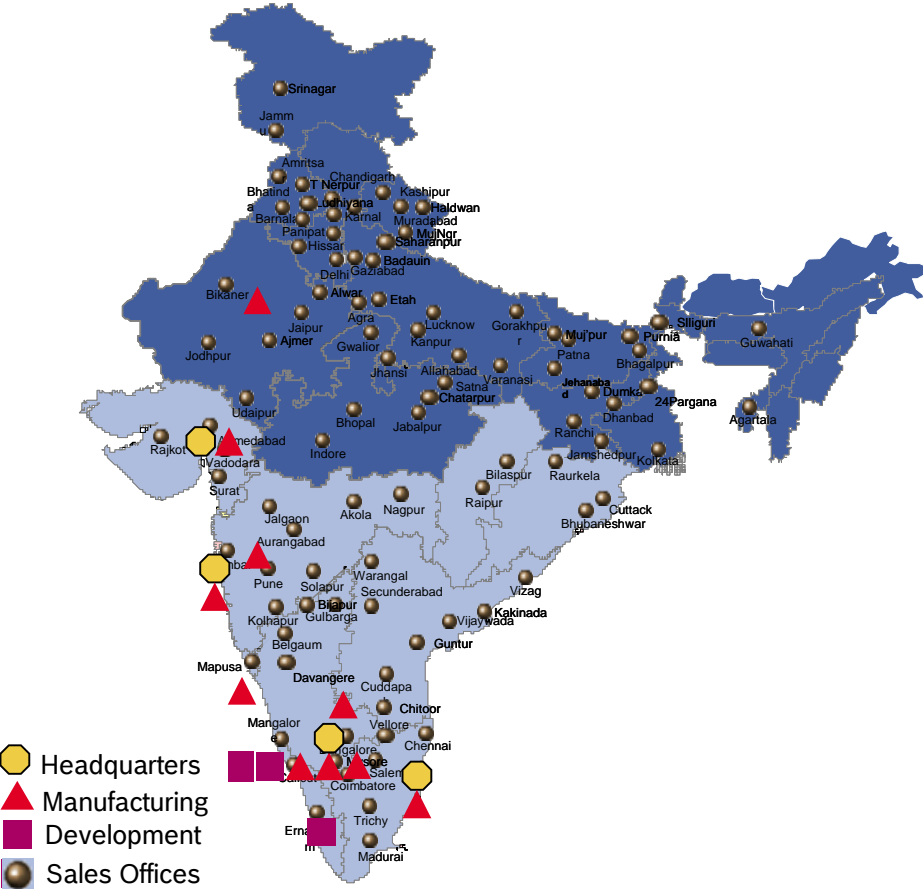 Srinagar
Jamm
u
Amritsa
Chandigarh
T Nerpur
Bhatind
a
Kashipur
Ludhiyana
Haldwan
Barnala
Karnal
Muradabad
Panipat
MujNgr
Hissar
Saharanpur
Delhi
Gaziabad
Badauin
Bikaner
Alwar
Etah
Agra
Jaipur
Lucknow
Gorakhpu
r
Siliguri
Jodhpur
Ajmer
Gwalior
Kanpur
Muj'pur
Purnia
Guwahati
Patna
Jhansi
Allahabad
Varanasi
Bhagalpur
Satna
Jehanabad
d
Dumka
Chatarpur
24Pargana
Udaipur
Dhanbad
Bhopal
Jabalpur
Agartaia
Ranchi
Rajkot
Indore
Jamshedpur
Kolkata
Vadodara
Bilaspur
Raurkela
Surat
Raipur
Nagpur
Akola
Cuttack
Jalgaon
Bhubaneshwar
Aurangabad
Warangal
Pune
Solapur
Secunderabad
Vizag
Bijapur
Kakinada
Kolhapur
Gulbarga
Vijaywada
Belgaum
Guntur
Mapusa
Davangere
Cuddapa
Chitoor
Mangalor
e
Vellore
Chennai
Mysore
Salem
Coimbatore
Trichy
Madurai
Headquarters
Manufacturing
Development
Sales Offices